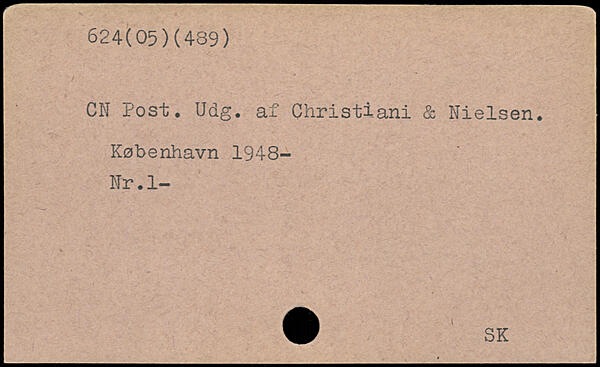 624(05)(489)
CN Post. Udg. af Christiani & Nielsen.
København 1948-
Nr.1-
SK